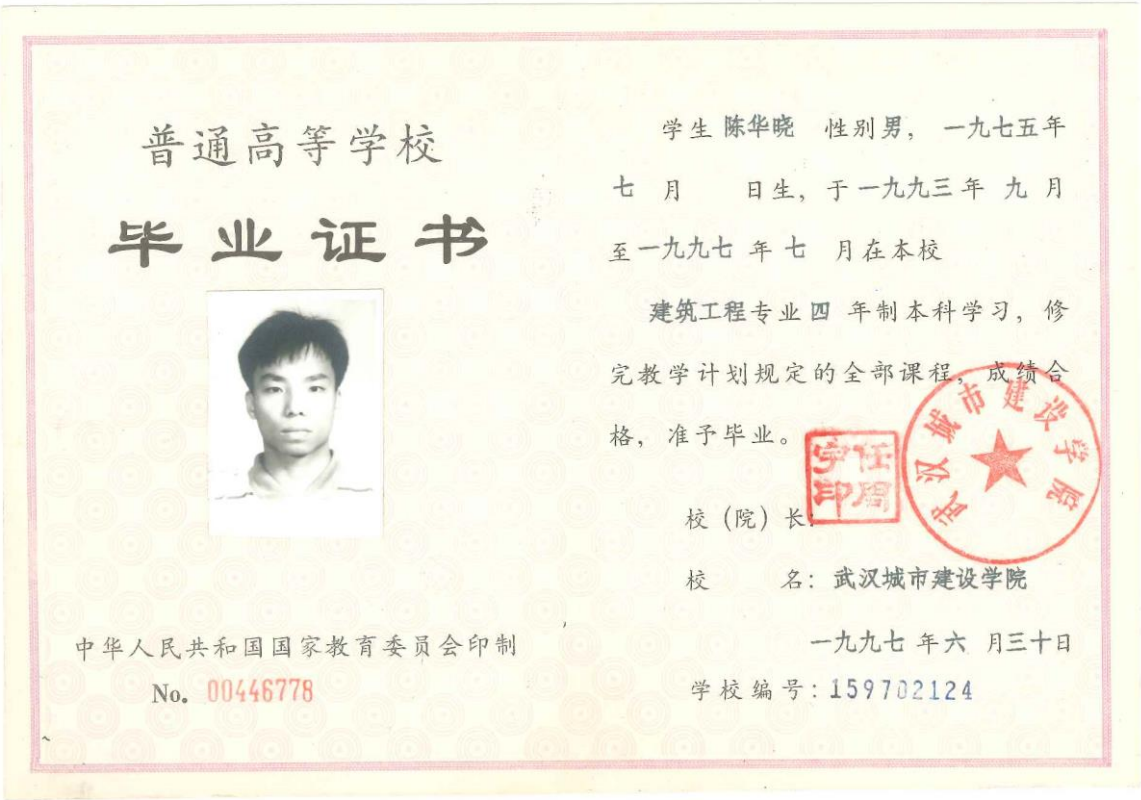 普通高等学校
毕业证书
中华人民共和国国家教育委员会印制
No. 00446778
学生 陈华晓 性别男，一九七五年
七 月 日生，于一九九三年 九 月
至一九九七 年 七 月在本校
建筑工程专业四 年制本科学习，修
完教学计划规定的全部课程，成绩合
格，准予毕业。
校（院）长：
任周宇印
武汉城市建设学院
校 名：武汉城市建设学院
一九九七 年六 月三十日
学校编号：159702124